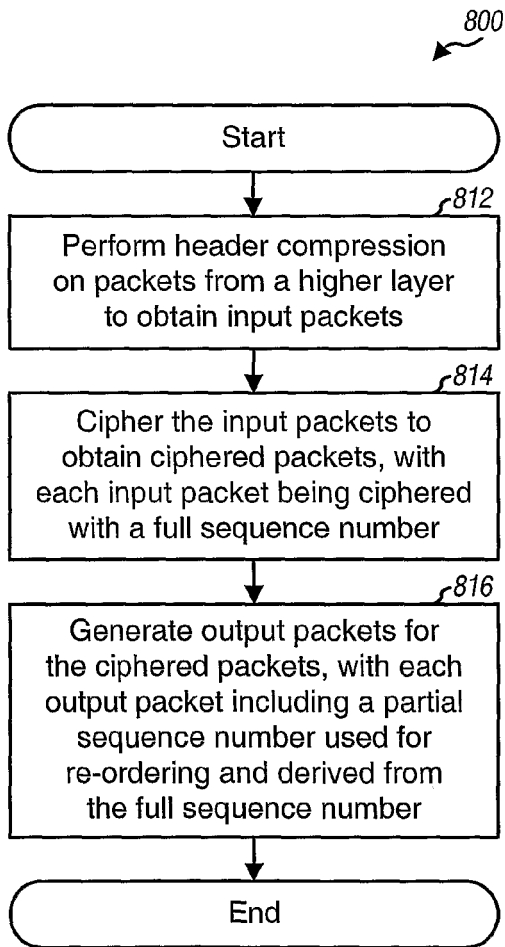 800
Start
812
Perform header compression
on packets from a higher layer
to obtain input packets
814
Cipher the input packets to
obtain ciphered packets, with
each input packet being ciphered
with a full sequence number
816
Generate output packets for
the ciphered packets, with each
output packet including a partial
sequence number used for
re-ordering and derived from
the full sequence number
End